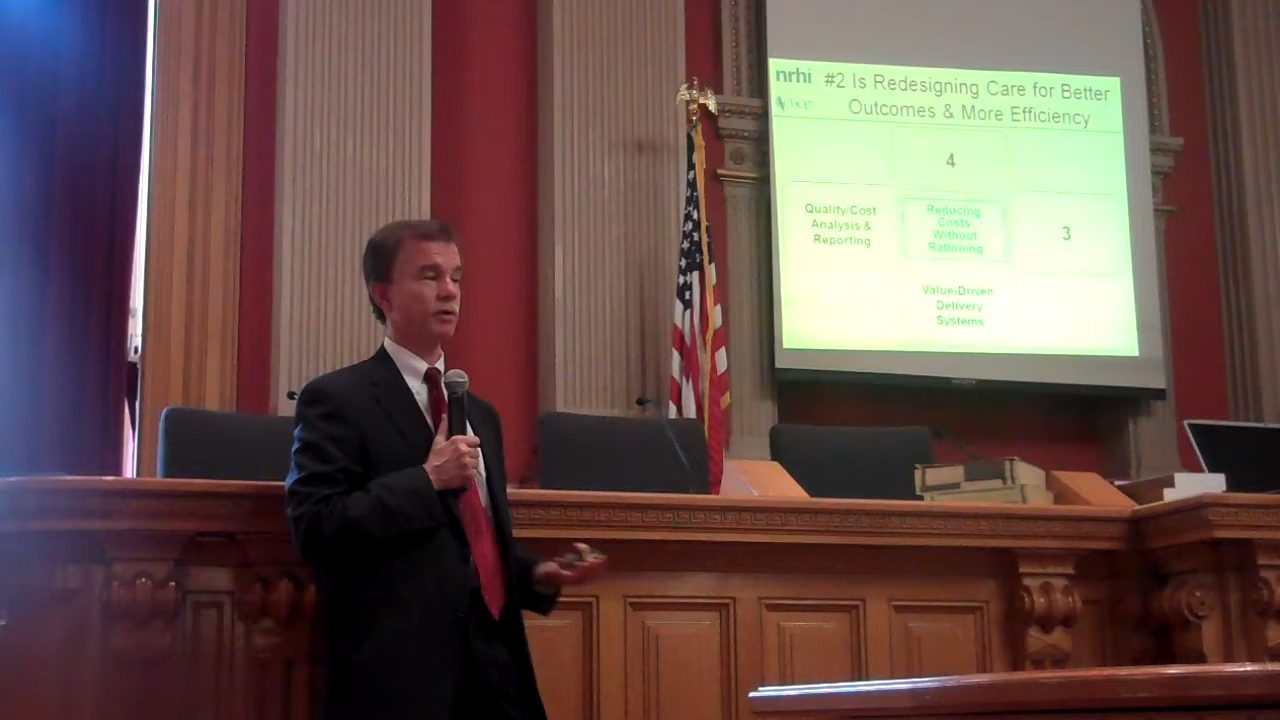 nrhi #2 Is Redesigning Care for Better
Outcomes & More Efficiency
4
Quality/Cost
Analysis &
Reporting
Reducing
Costs
Without
Rationing
3
Value-Driven
Delivery
Systems